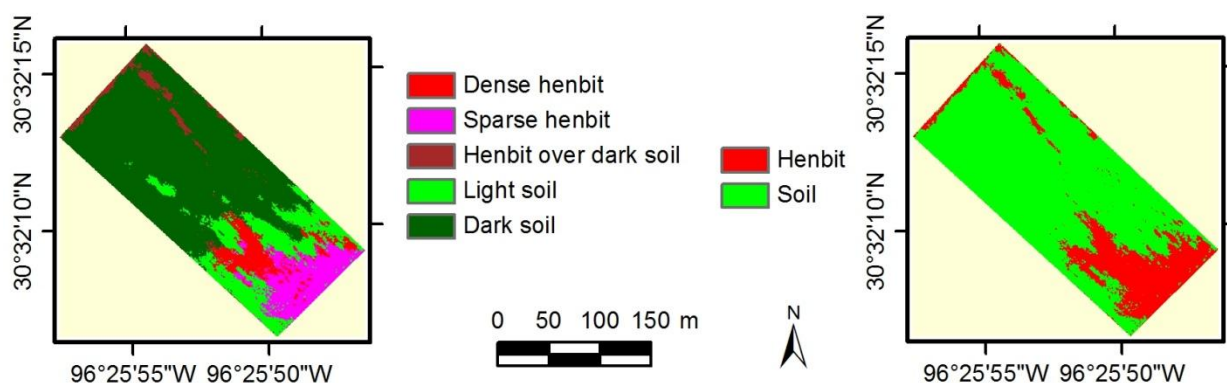 30°32'15"N
30°32'10"N
96°25'55"W 96°25'50"W
Dense henbit
Sparse henbit
Henbit over dark soil
Light soil
Dark soil
0 50 100 150 m
N
Henbit
Soil
30°32'15"N
30°32'10"N
96°25'55"W 96°25'50"W